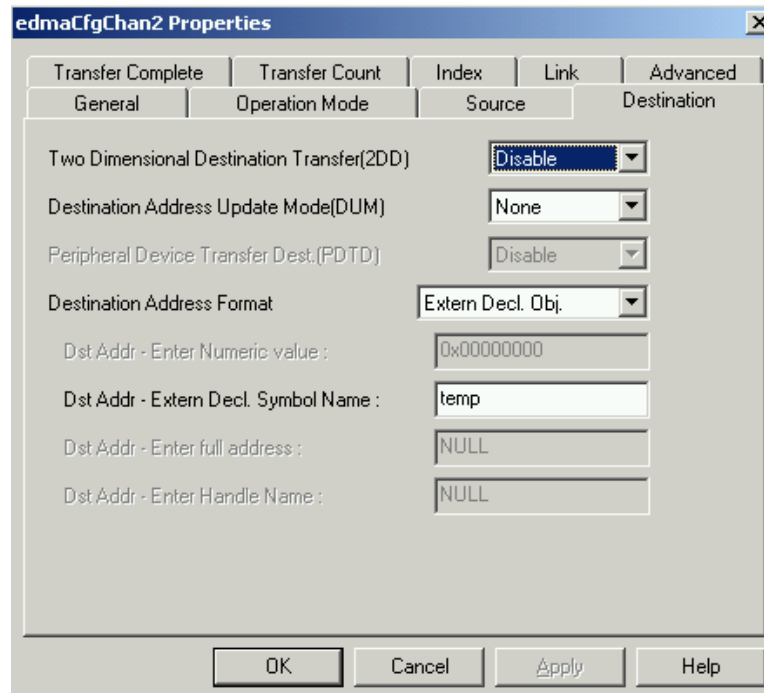 edmaCfgChan2 Properties
Transfer Complete Transfer Count Index Link Advanced
General Operation Mode Source Destination
Two Dimensional Destination Transfer(2DD) Disable
Destination Address Update Mode(DUM) None
Peripheral Device Transfer Dest.(PDTD) Disable
Destination Address Format Extern Decl. Obj.
Dst Addr - Enter Numeric value : 0x00000000
Dst Addr - Extern Decl. Symbol Name : temp
Dst Addr - Enter full address : NULL
Dst Addr - Enter Handle Name : NULL
OK Cancel Apply Help